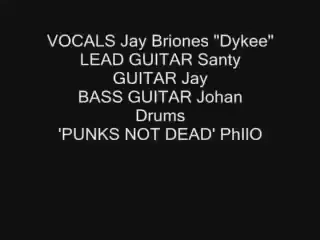 VOCALS Jay Briones "Dykee"
LEAD GUITAR Santy
GUITAR Jay
BASS GUITAR Johan
Drums
'PUNKS NOT DEAD' PhIlO